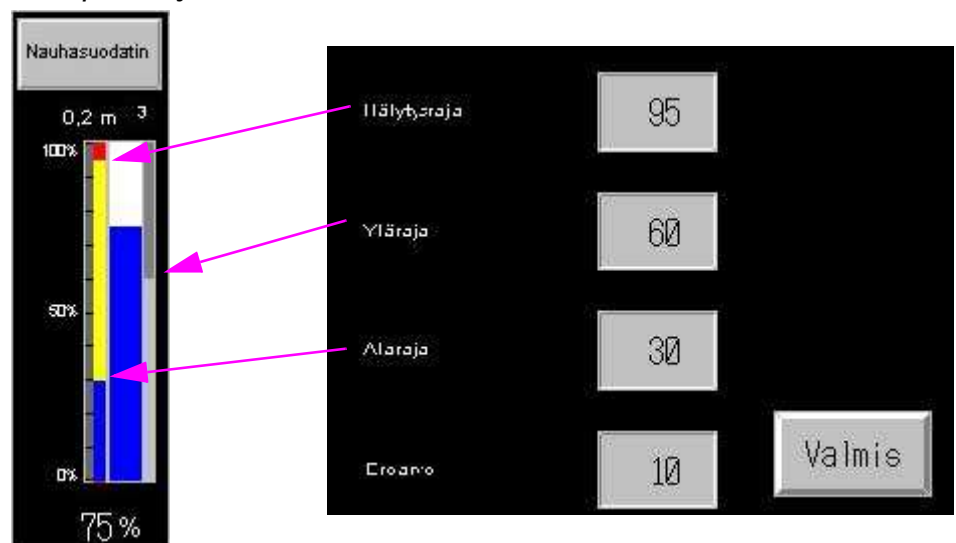 Nauhasuodatin
0,2 m 3
100%
50%
0%
75%
Hälytysraja
95
Yläraja
60
Alaraja
30
Eroarvo
10
Valmis